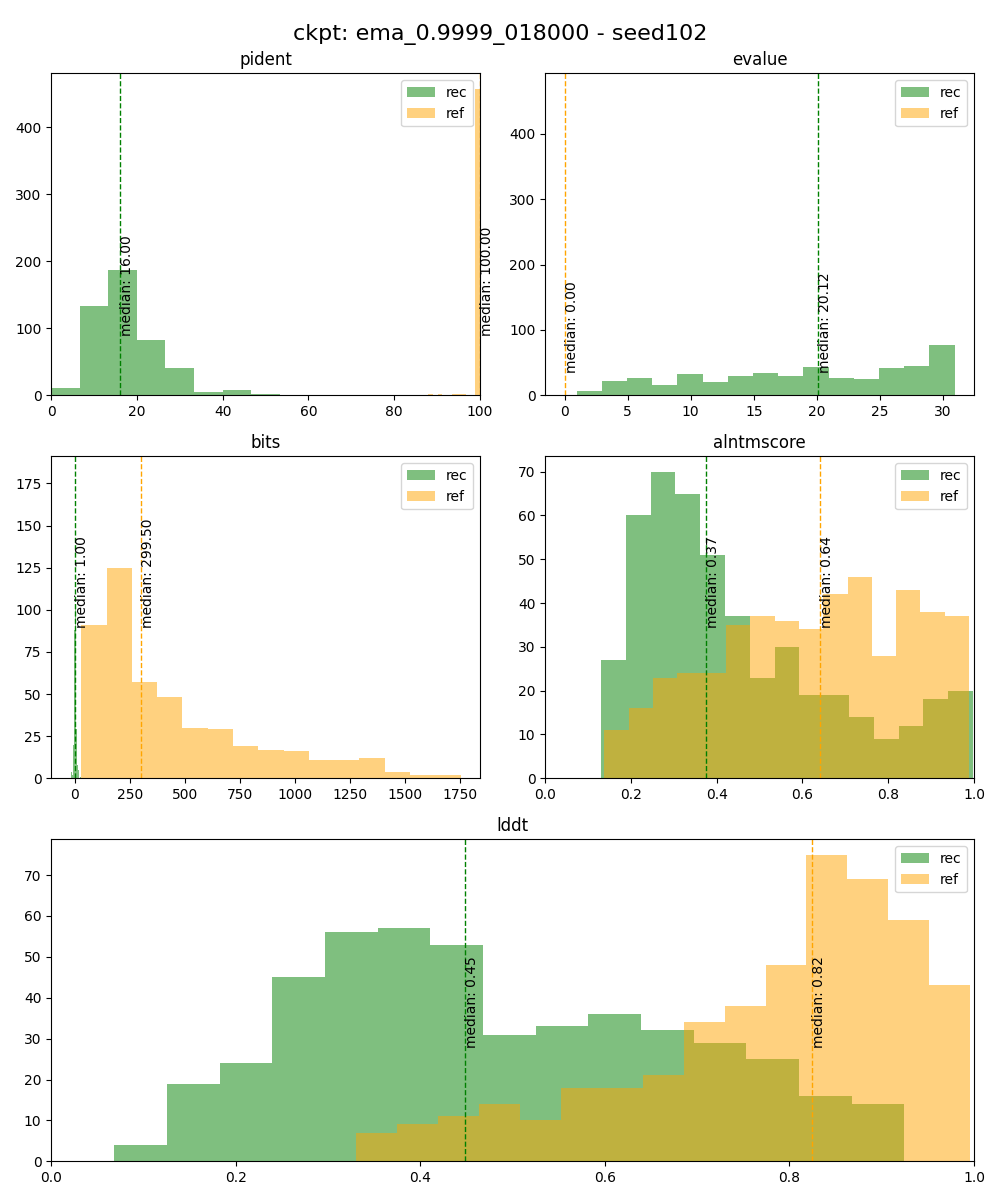 ckpt: ema_0.9999_018000 - seed102
pident
rec
ref
median: 16.00
median: 100.00
0
100
200
300
400
0 20 40 60 80 100
evalue
rec
ref
median: 0.00
median: 20.12
0
100
200
300
400
0 5 10 15 20 25 30
bits
rec
ref
median: 1.00
median: 299.50
0
25
50
75
100
125
150
175
0 250 500 750 1000 1250 1500 1750
alntmscore
rec
ref
median: 0.37
median: 0.64
0
10
20
30
40
50
60
70
0.0 0.2 0.4 0.6 0.8 1.0
lddt
rec
ref
median: 0.45
median: 0.82
0
10
20
30
40
50
60
70
0.0 0.2 0.4 0.6 0.8 1.0